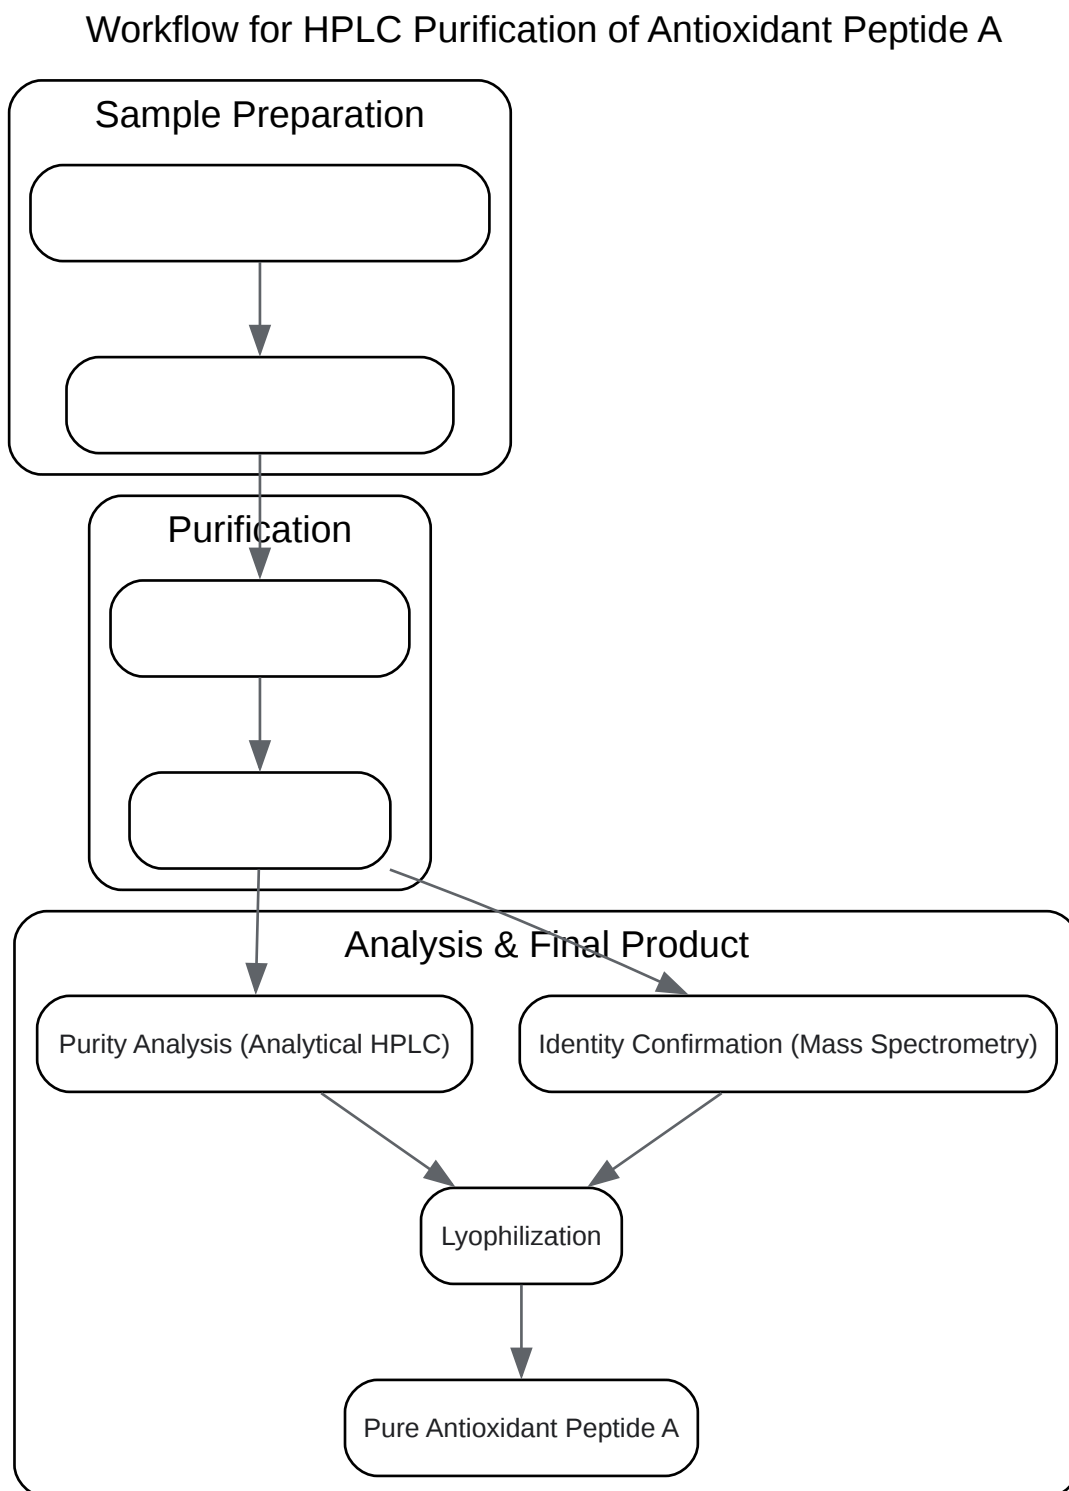 Workflow for HPLC Purification of Antioxidant Peptide A
Sample Preparation
Purification
Analysis & Final Product
Purity Analysis (Analytical HPLC)
Identity Confirmation (Mass Spectrometry)
Lyophilization
Pure Antioxidant Peptide A